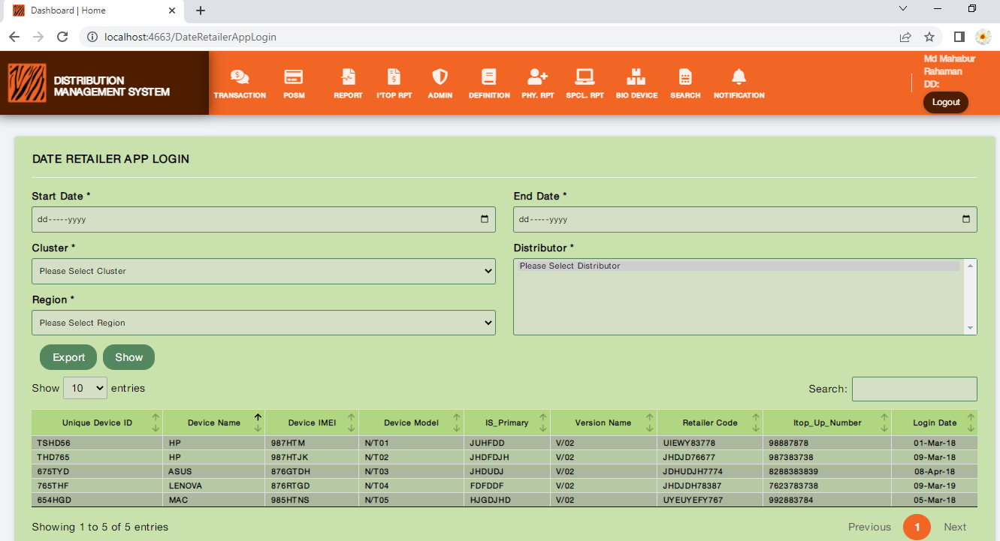 Dashboard | Home
localhost:4663/DateRetailerAppLogin
DISTRIBUTION
MANAGEMENT SYSTEM
TRANSACTION POSM REPORT I'TOP RPT ADMIN DEFINITION PHY. RPT SPCL. RPT BIO DEVICE SEARCH NOTIFICATION
Md Mahabur
Rahaman
DD:
Logout
DATE RETAILER APP LOGIN
Start Date * End Date *
dd-----yyyy dd-----yyyy
Cluster * Distributor *
Please Select Cluster Please Select Distributor
Region *
Please Select Region
Export Show
Show 10 entries Search:
Unique Device ID Device Name Device IMEI Device Model IS_Primary Version Name Retailer Code Itop_Up_Number Login Date
TSHD56 HP 987HTM N/T01 JUHFDD V/02 UIEWY83778 98887878 01-Mar-18
THD765 HP 987HTJK N/T02 JHDFDJH V/02 JHDJD76677 987383738 09-Mar-18
675TYD ASUS 876GTDH N/T03 JHDUDJ V/02 JDHUDJH7774 8288383839 08-Apr-18
765THF LENOVA 876RTGD N/T04 FDFDDF V/02 JHDJDH78387 7623783738 09-Mar-19
654HGD MAC 985HTNS N/T05 HJGDJHD V/02 UYEUYEFY767 992883784 05-Mar-18
Showing 1 to 5 of 5 entries Previous 1 Next